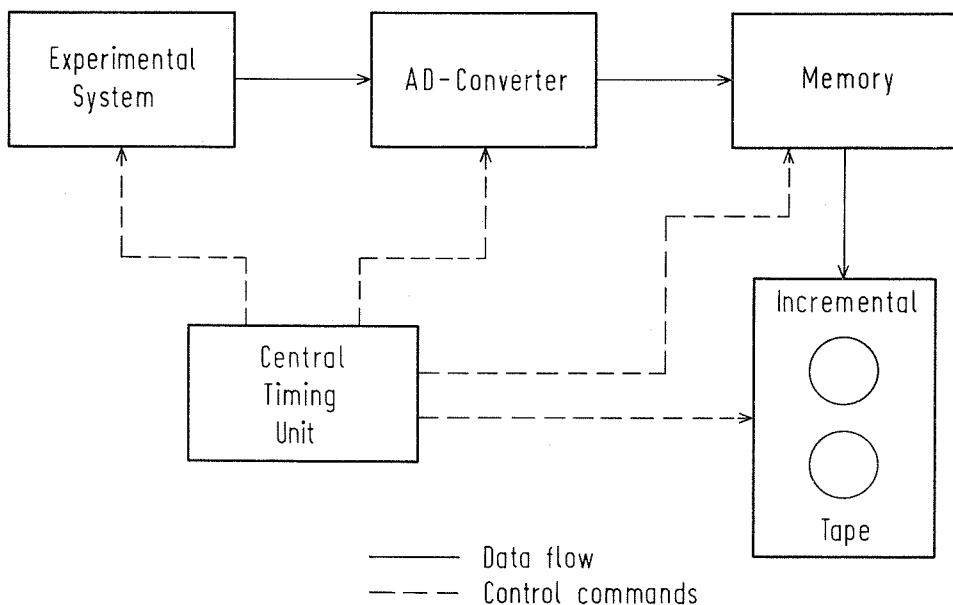 Experimental
System
AD-Converter
Memory
Central
Timing
Unit
Incremental
Tape
Data flow
Control commands